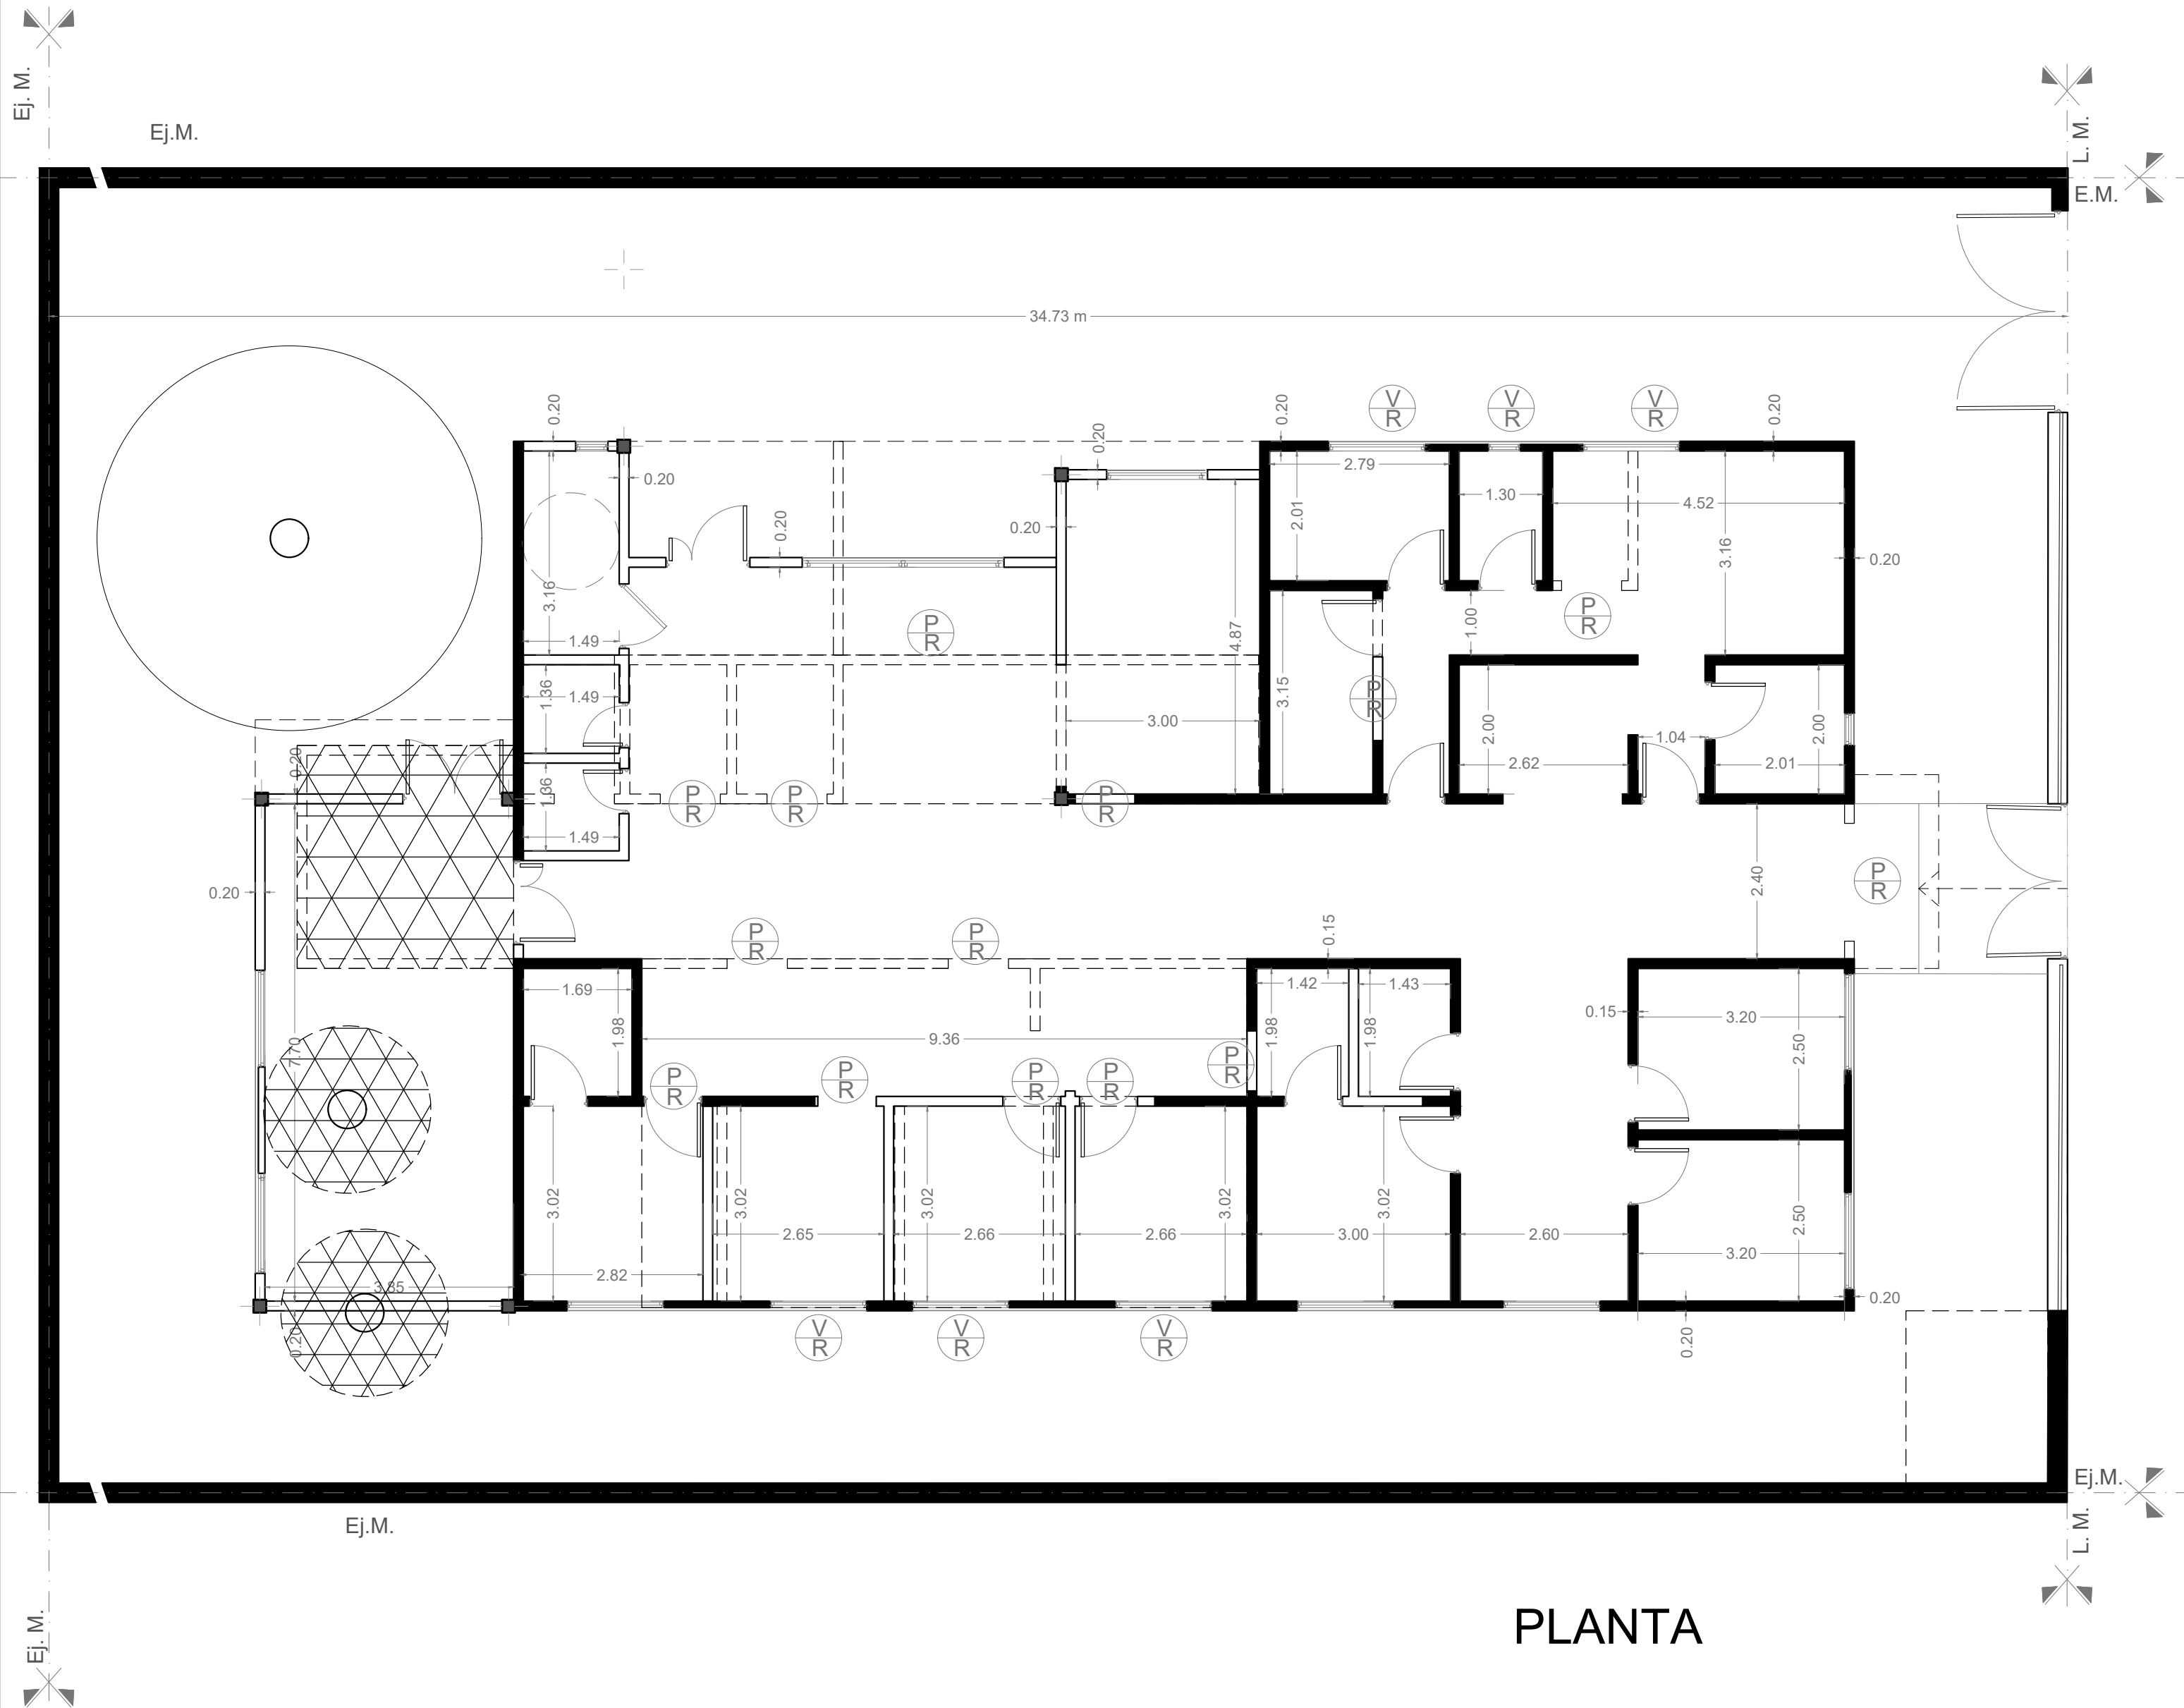 Ej. M.
Ej.M.
L. M.
E.M.
34.73 m
0.20
0.20
0.20
0.20
0.20
0.20
0.20
V
R
V
R
V
R
2.79
1.30
4.52
2.01
3.16
0.20
3.16
1.49
P
R
4.87
1.00
P
R
1.36
1.49
3.00
3.15
P
R
2.00
2.62
1.04
2.00
2.01
0.20
1.36
1.49
P
R
P
R
P
R
0.20
2.40
P
R
P
R
P
R
0.15
1.69
1.98
9.36
1.42
1.98
1.43
1.98
0.15
3.20
2.50
7.70
P
R
P
R
P
R
P
R
P
R
3.02
2.82
3.02
2.65
3.02
2.66
3.02
2.66
3.02
3.00
2.60
2.50
3.20
3.85
0.20
0.20
0.20
V
R
V
R
V
R
Ej.M.
Ej.M.
L. M.
Ej. M.
PLANTA